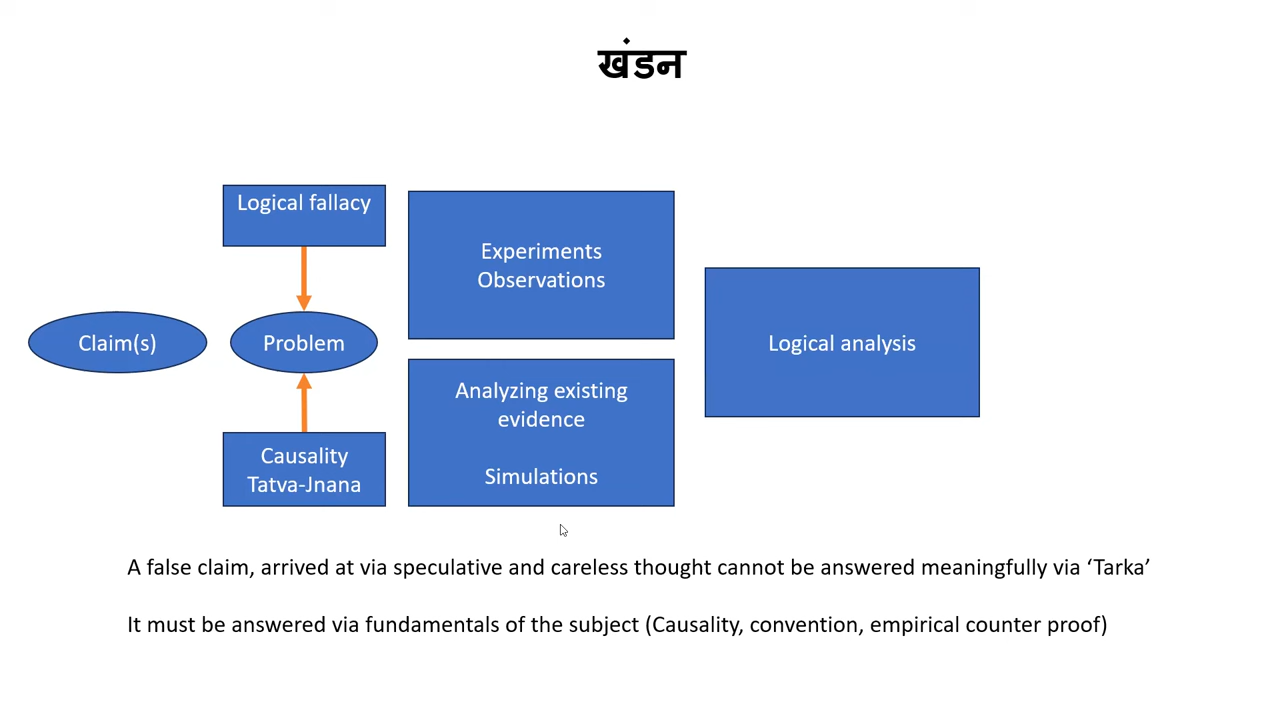 खंडन
Logical fallacy
Experiments
Observations
Claim(s)
Problem
Logical analysis
Analyzing existing
evidence
Simulations
Causality
Tatva-Jnana
A false claim, arrived at via speculative and careless thought cannot be answered meaningfully via ‘Tarka’
It must be answered via fundamentals of the subject (Causality, convention, empirical counter proof)